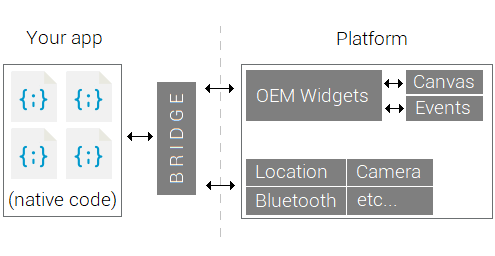 Your app
Platform
{;} {;}
{;} {;}
(native code)
BRIDGE
OEM Widgets
Canvas
Events
Location
Camera
Bluetooth
etc...